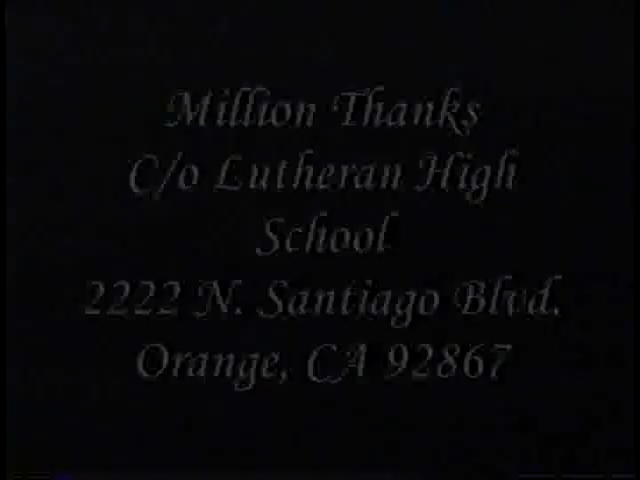 Million Thanks
C/o Lutheran High
School
2222 N. Santiago Blvd.
Orange, CA 92867